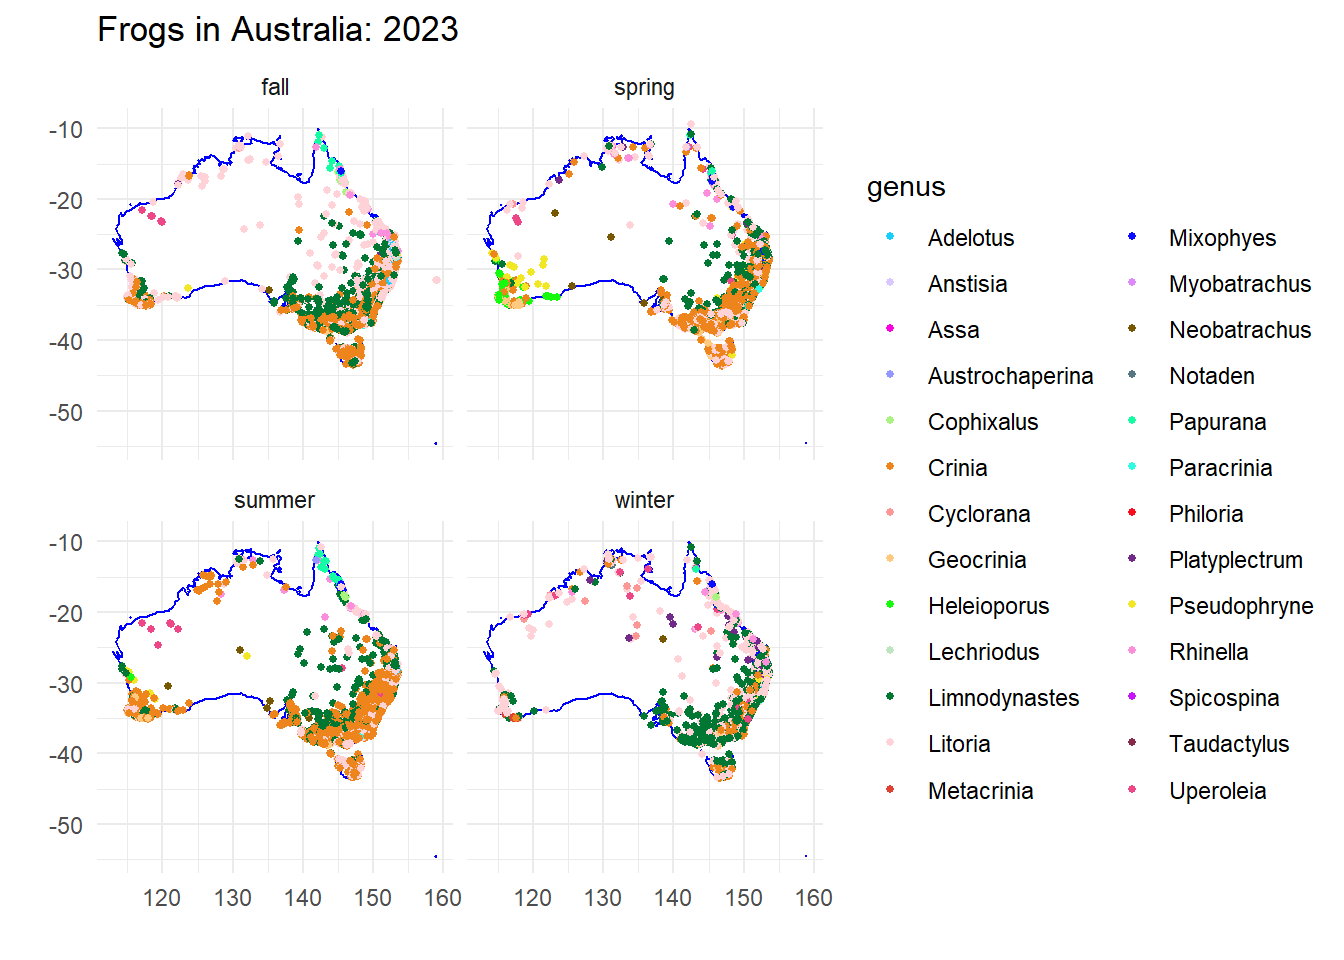 Frogs in Australia: 2023
fall
spring
-10
-20
-30
-40
-50
summer
winter
-10
-20
-30
-40
-50
120 130 140 150 160 120 130 140 150 160
genus
Adelotus
Anstisia
Assa
Austrochaperina
Cophixalus
Crinia
Cyclorana
Geocrinia
Heleioporus
Lechriodus
Limnodynastes
Litoria
Metacrinia
Mixophyes
Myobatrachus
Neobatrachus
Notaden
Papurana
Paracrinia
Philoria
Platyplectrum
Pseudophryne
Rhinella
Spicospina
Taudactylus
Uperoleia